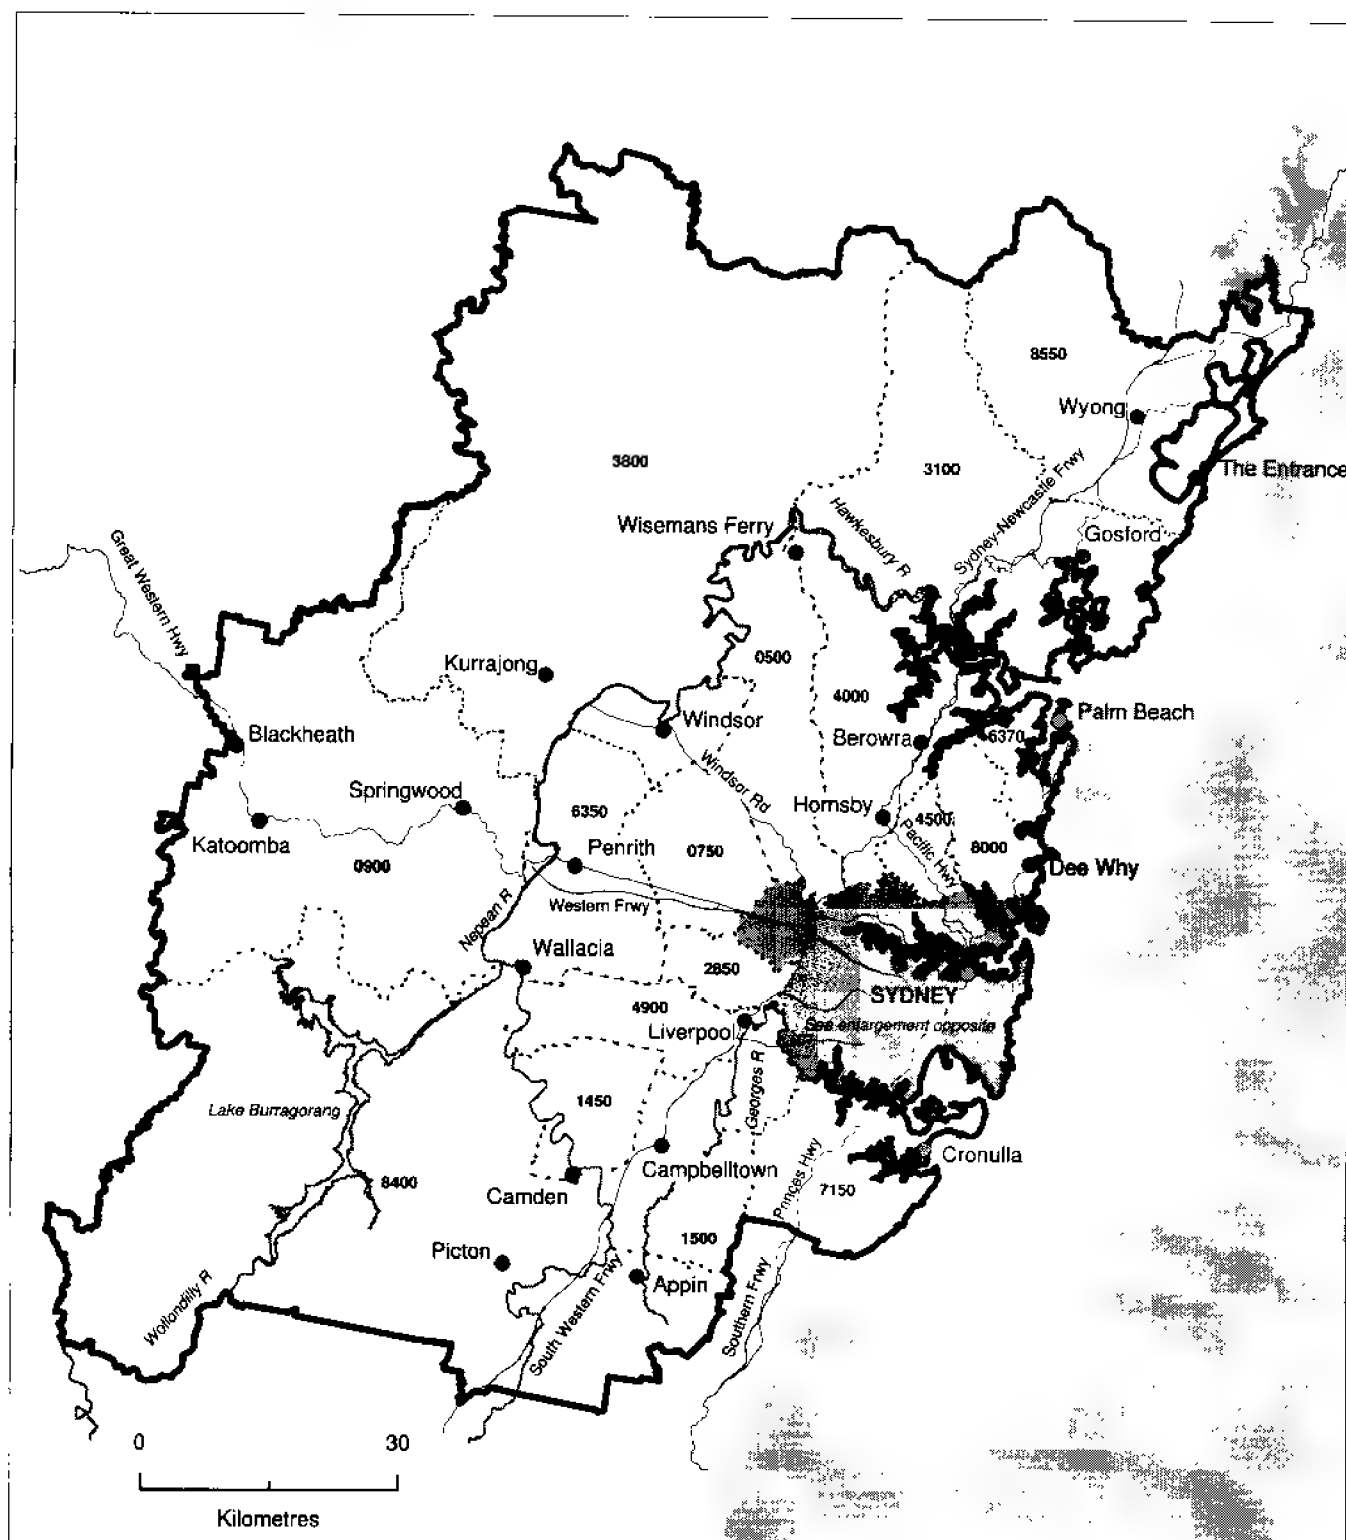 8550
Wyong
3800
3100
The Entrance
Wisemans Ferry
Hawkesbury R
Sydney-Newcastle Frwy
Gosford
Great Western Hwy
Kurrajong
0500
4000
Windsor
Palm Beach
Blackheath
Berowra
6370
Springwood
Windsor Rd
6350
Hornsby
4500
Pacific Hwy
Katoomba
0900
Penrith
0750
8000
Dee Why
Nepean R
Western Frwy
Wallacia
2850
4900
SYDNEY
Liverpool
See enlargement opposite
Georges R
1450
Lake Burragorang
Campbelltown
Cronulla
8400
Camden
Princes Hwy
7150
Picton
1500
Appin
Wollondilly R
South Western Frwy
Southern Frwy
0 30
Kilometres